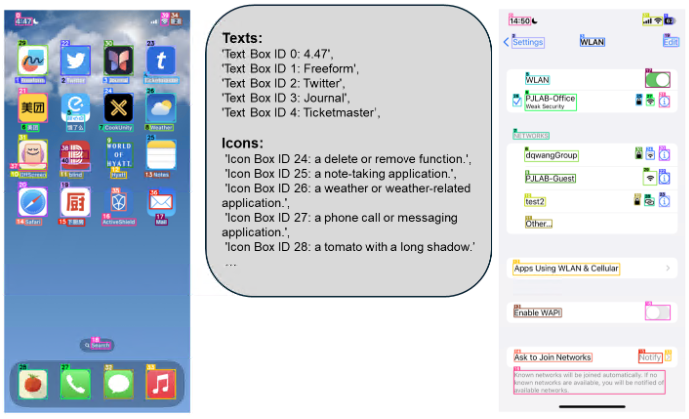 4:47
Freeform
Twitter
Journal
Ticketmaster
美团
饿了么
CookUnity
Weather
WORLD
OF
HYATT
OffScreen
blind
Hyatt
Notes
Safari
下厨房
ActiveShield
Mail
Search
Texts:
'Text Box ID 0: 4.47',
'Text Box ID 1: Freeform',
'Text Box ID 2: Twitter',
'Text Box ID 3: Journal',
'Text Box ID 4: Ticketmaster',
Icons:
'Icon Box ID 24: a delete or remove function.',
'Icon Box ID 25: a note-taking application.',
'Icon Box ID 26: a weather or weather-related
application.',
'Icon Box ID 27: a phone call or messaging
application.',
'Icon Box ID 28: a tomato with a long shadow.'
...
14:50
Settings WLAN Edit
WLAN
PJLAB-Office
Weak Security
NETWORKS
dqwangGroup
PJLAB-Guest
test2
Other...
Apps Using WLAN & Cellular
Enable WAPI
Ask to Join Networks Notify
Known networks will be joined automatically. If no
known networks are available, you will be notified of
available networks.